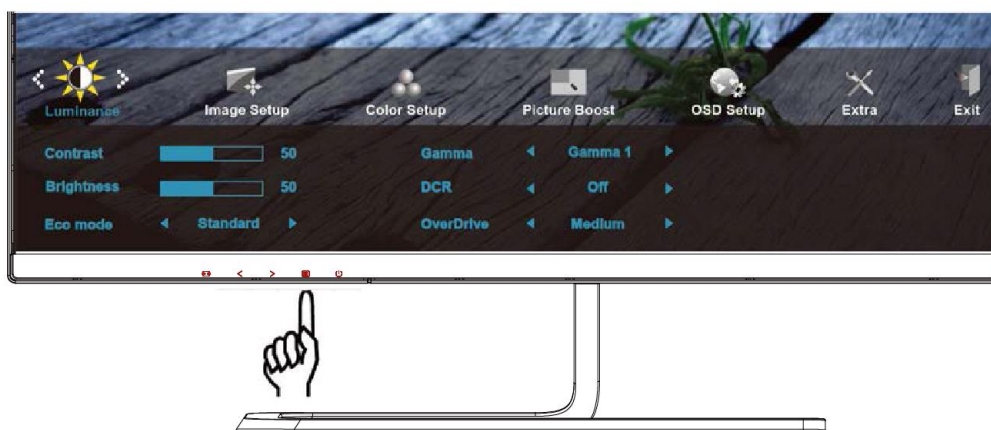 Luminance Image Setup Color Setup Picture Boost OSD Setup Extra Exit
Contrast 50 Gamma Gamma 1
Brightness 50 DCR Off
Eco mode Standard OverDrive Medium